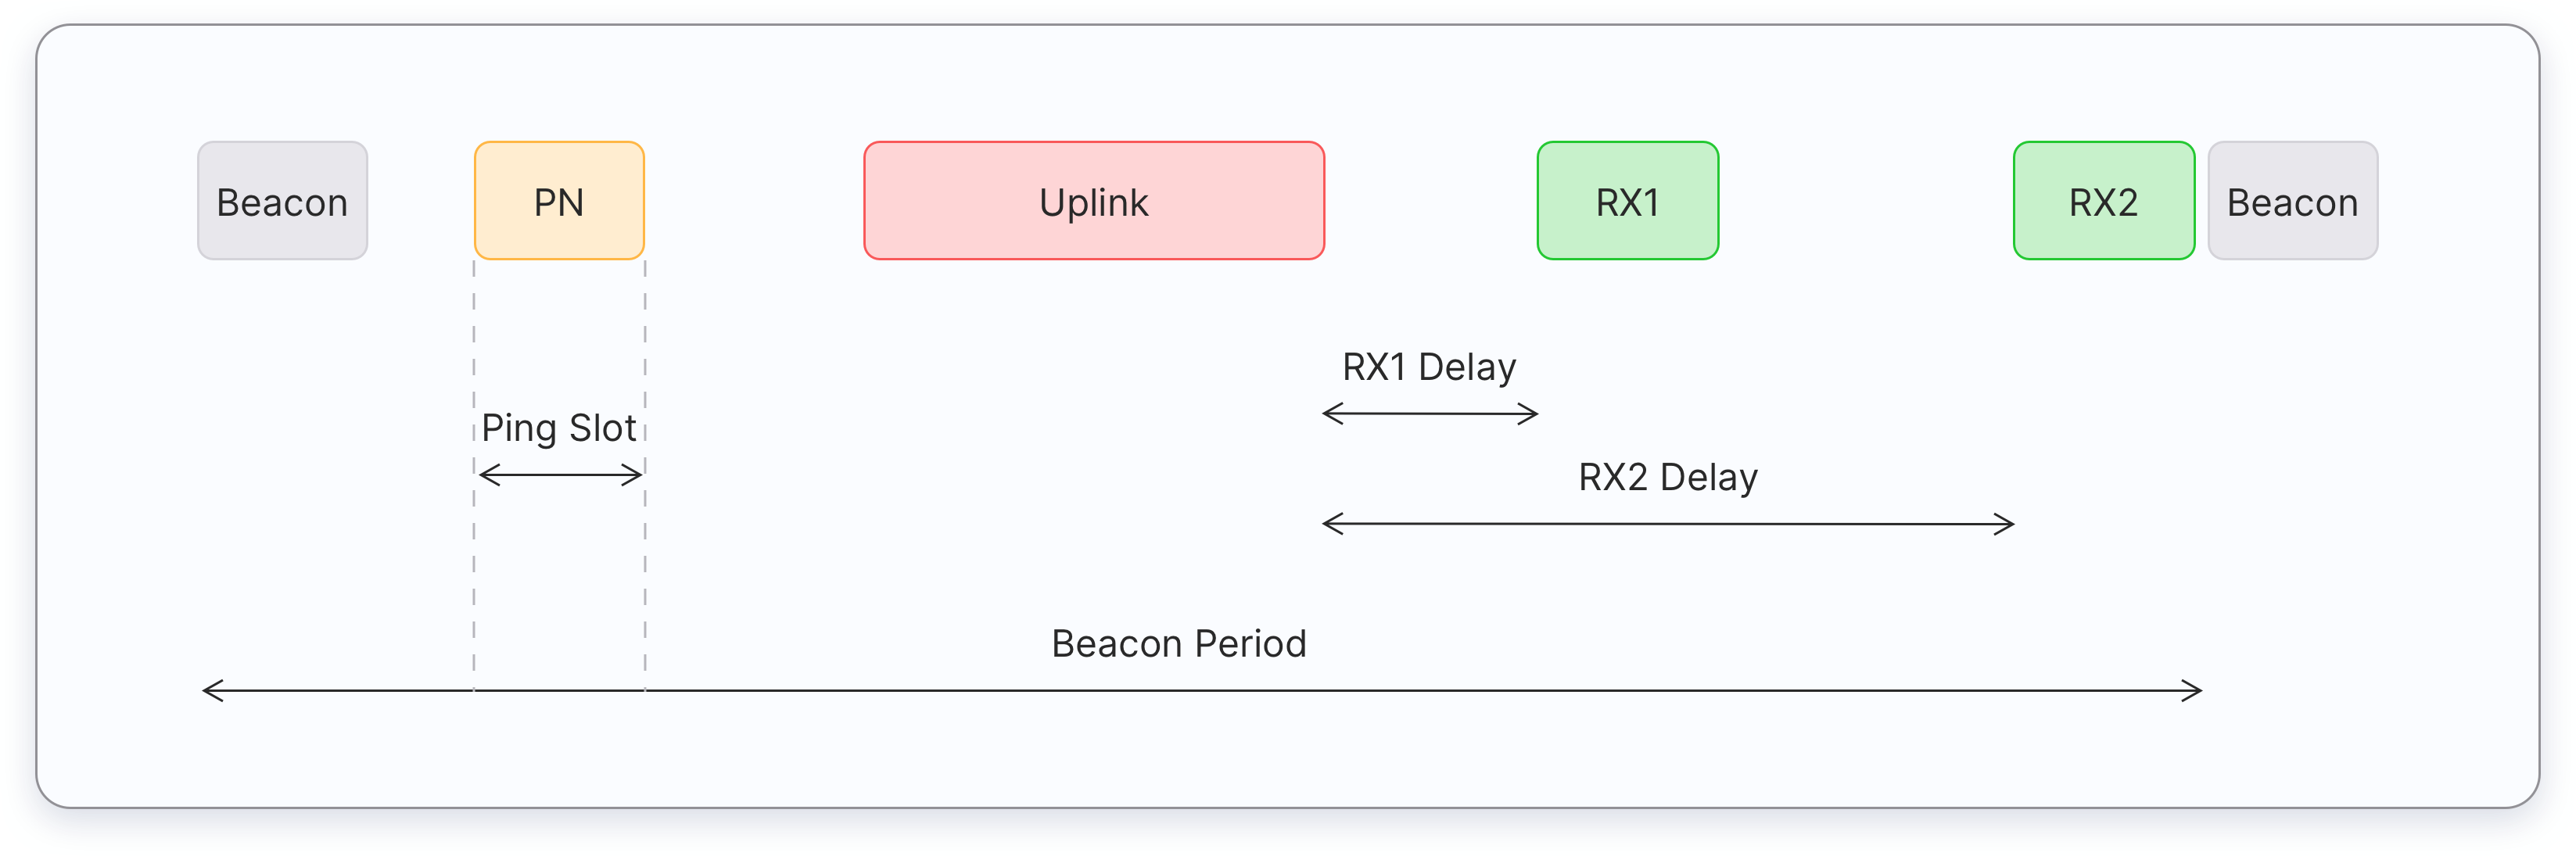 Beacon
PN
Uplink
RX1
RX2
Beacon
RX1 Delay
Ping Slot
RX2 Delay
Beacon Period